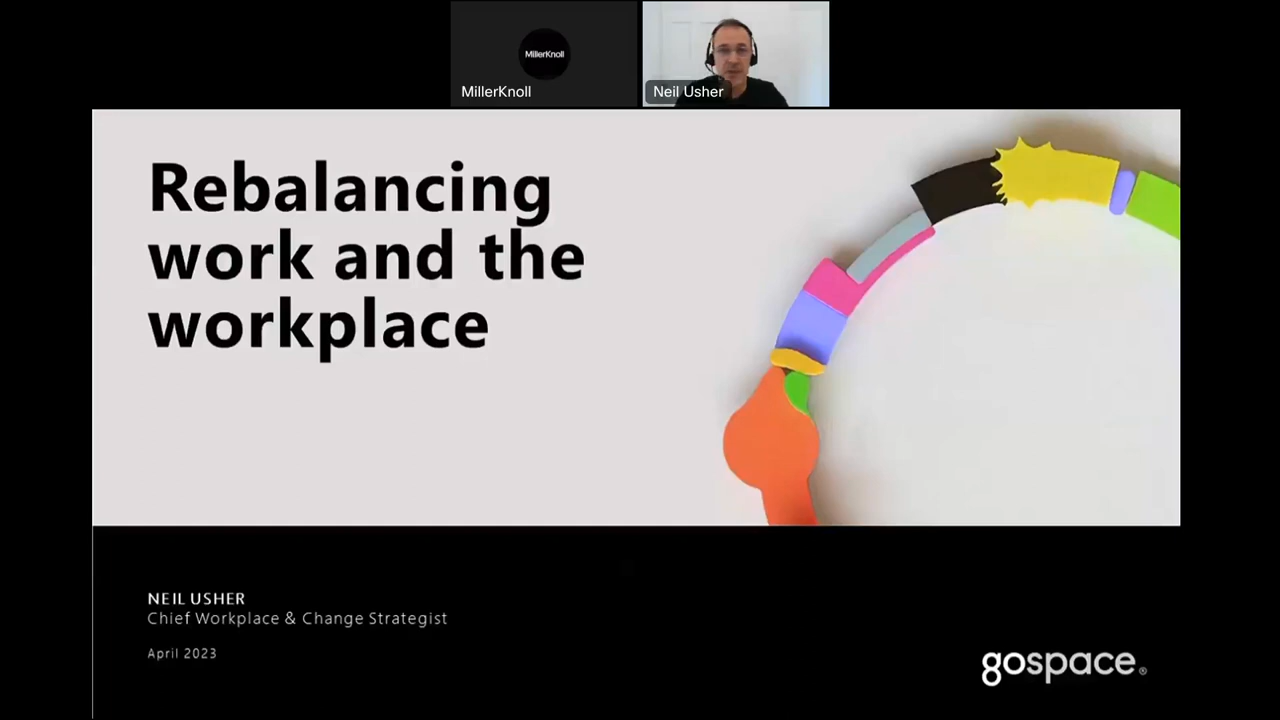 MillerKnoll
MillerKnoll
Neil Usher
Rebalancing
work and the
workplace
NEIL USHER
Chief Workplace & Change Strategist
April 2023
gospace®